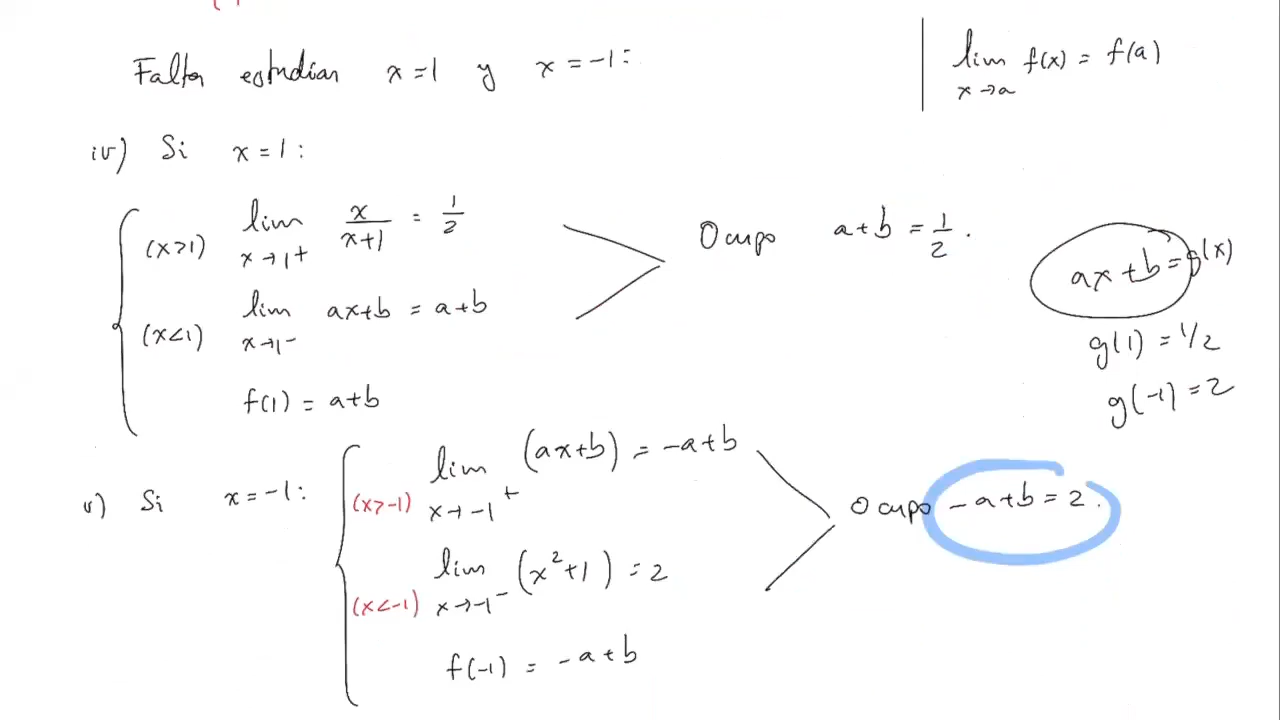 Falta estudiar x = 1 y x = -1 :
lim f(x) = f(a)
x→a
iv) Si x = 1 :
(x>1) lim x/(x+1) = 1/2
x→1+
(x<1) lim ax+b = a+b
x→1-
f(1) = a+b
Ocupo a+b = 1/2 .
ax+b = g(x)
g(1) = 1/2
g(-1) = 2
v) Si x = -1 :
(x>-1) lim (ax+b) = -a+b
x→-1+
(x<-1) lim (x²+1) = 2
x→-1-
f(-1) = -a+b
Ocupo -a+b = 2 .